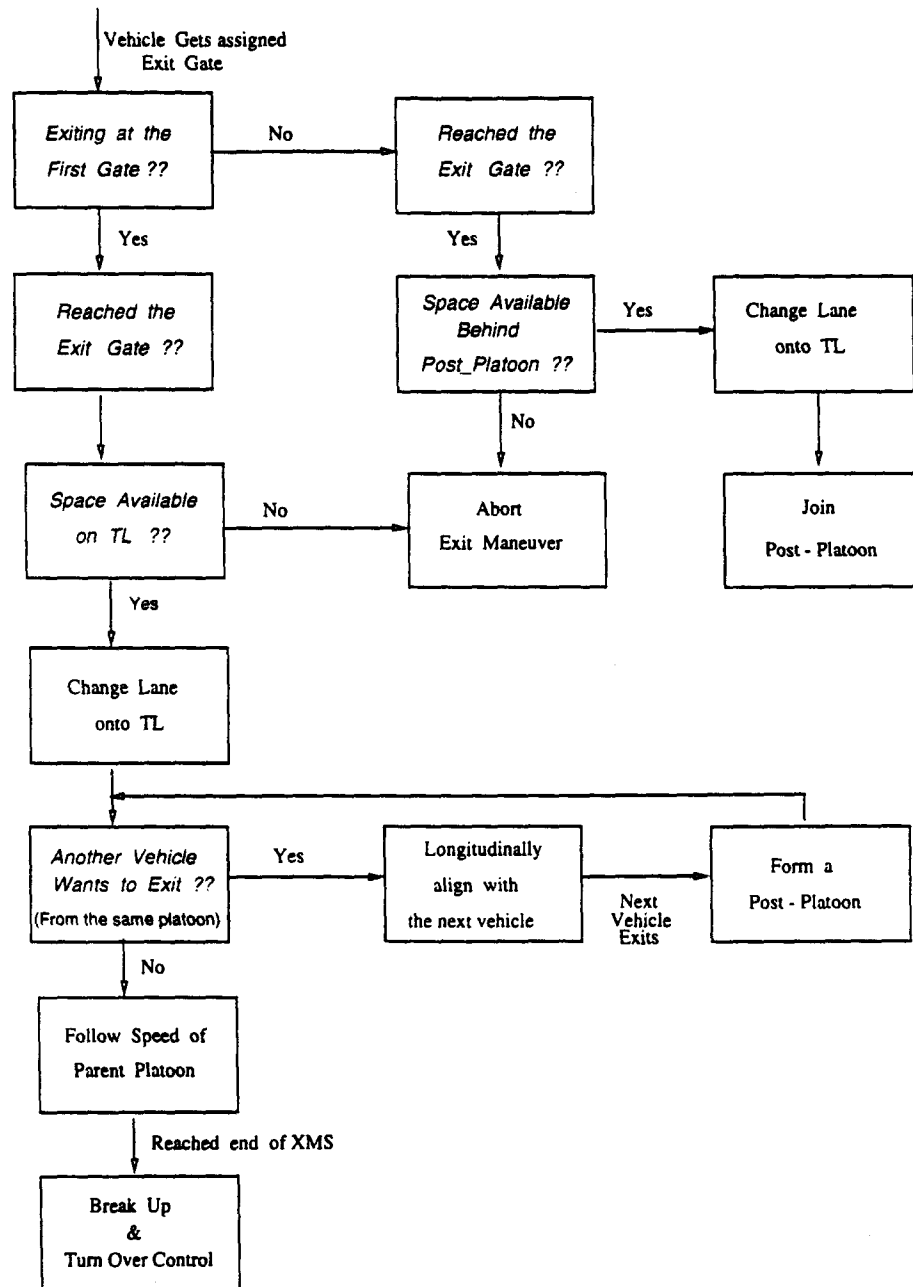 Vehicle Gets assigned
Exit Gate
Exiting at the
First Gate ??
No
Reached the
Exit Gate ??
Yes
Yes
Reached the
Exit Gate ??
Space Available
Behind
Post_Platoon ??
Yes
Change Lane
onto TL
No
Space Available
on TL ??
No
Abort
Exit Maneuver
Join
Post - Platoon
Yes
Change Lane
onto TL
Another Vehicle
Wants to Exit ??
(From the same platoon)
Yes
Longitudinally
align with
the next vehicle
Next
Vehicle
Exits
Form a
Post - Platoon
No
Follow Speed of
Parent Platoon
Reached end of XMS
Break Up
&
Turn Over Control